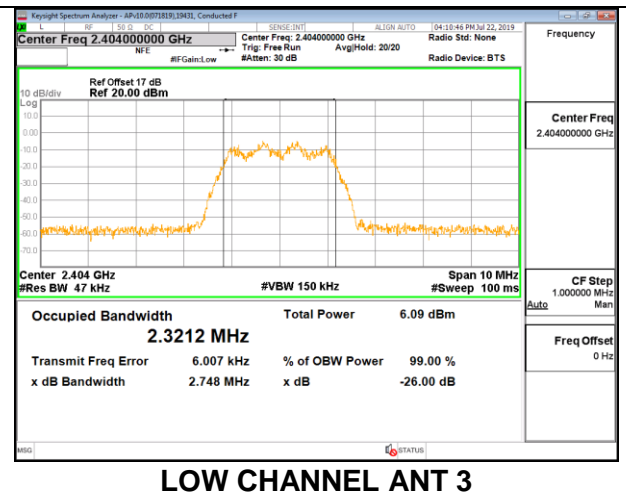 Keysight Spectrum Analyzer - APv10.0(071819),19431, Conducted F
L RF 50 Ω DC SENSE:INT ALIGN AUTO 04:10:46 PM Jul 22, 2019
Center Freq 2.404000000 GHz Center Freq: 2.404000000 GHz Radio Std: None Frequency
NFE Trig: Free Run Avg|Hold: 20/20
#IFGain:Low #Atten: 30 dB Radio Device: BTS
Ref Offset 17 dB
10 dB/div Ref 20.00 dBm
Log
10.0
0.00
-10.0
-20.0
-30.0
-40.0
-50.0
-60.0
-70.0
Center Freq
2.404000000 GHz
Center 2.404 GHz Span 10 MHz
#Res BW 47 kHz #VBW 150 kHz #Sweep 100 ms
CF Step
1.000000 MHz
Auto Man
Occupied Bandwidth Total Power 6.09 dBm
2.3212 MHz
Freq Offset
0 Hz
Transmit Freq Error 6.007 kHz % of OBW Power 99.00 %
x dB Bandwidth 2.748 MHz x dB -26.00 dB
MSG STATUS
LOW CHANNEL ANT 3